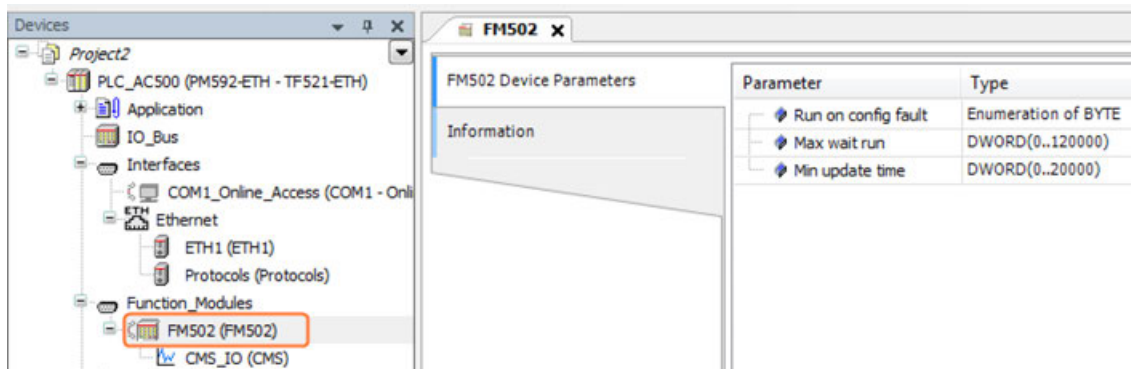 Devices
Project2
PLC_AC500 (PM592-ETH - TF521-ETH)
Application
IO_Bus
Interfaces
COM1_Online_Access (COM1 - Onli
ETH
Ethernet
ETH1 (ETH1)
Protocols (Protocols)
Function_Modules
FM502 (FM502)
CMS_IO (CMS)
FM502
FM502 Device Parameters
Information
Parameter Type
Run on config fault Enumeration of BYTE
Max wait run DWORD(0..120000)
Min update time DWORD(0..20000)